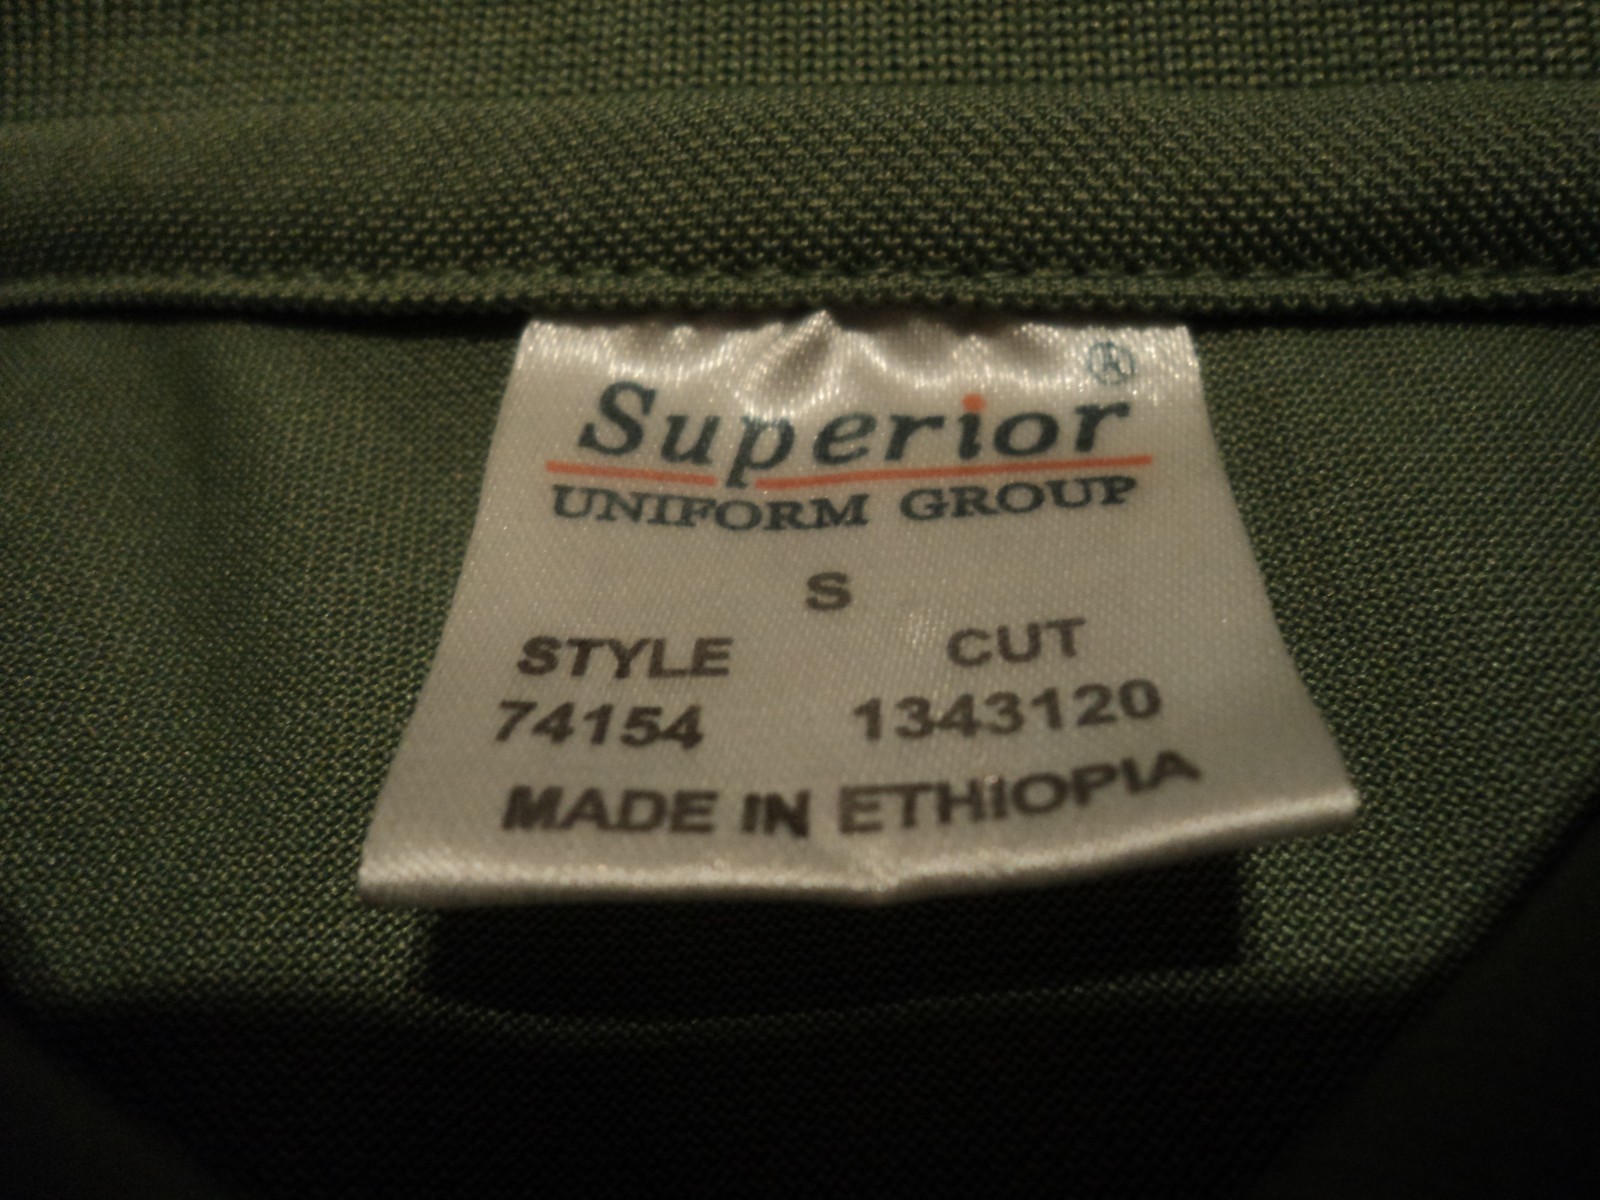 Superior ®
UNIFORM GROUP
S
STYLE CUT
74154 1343120
MADE IN ETHIOPIA